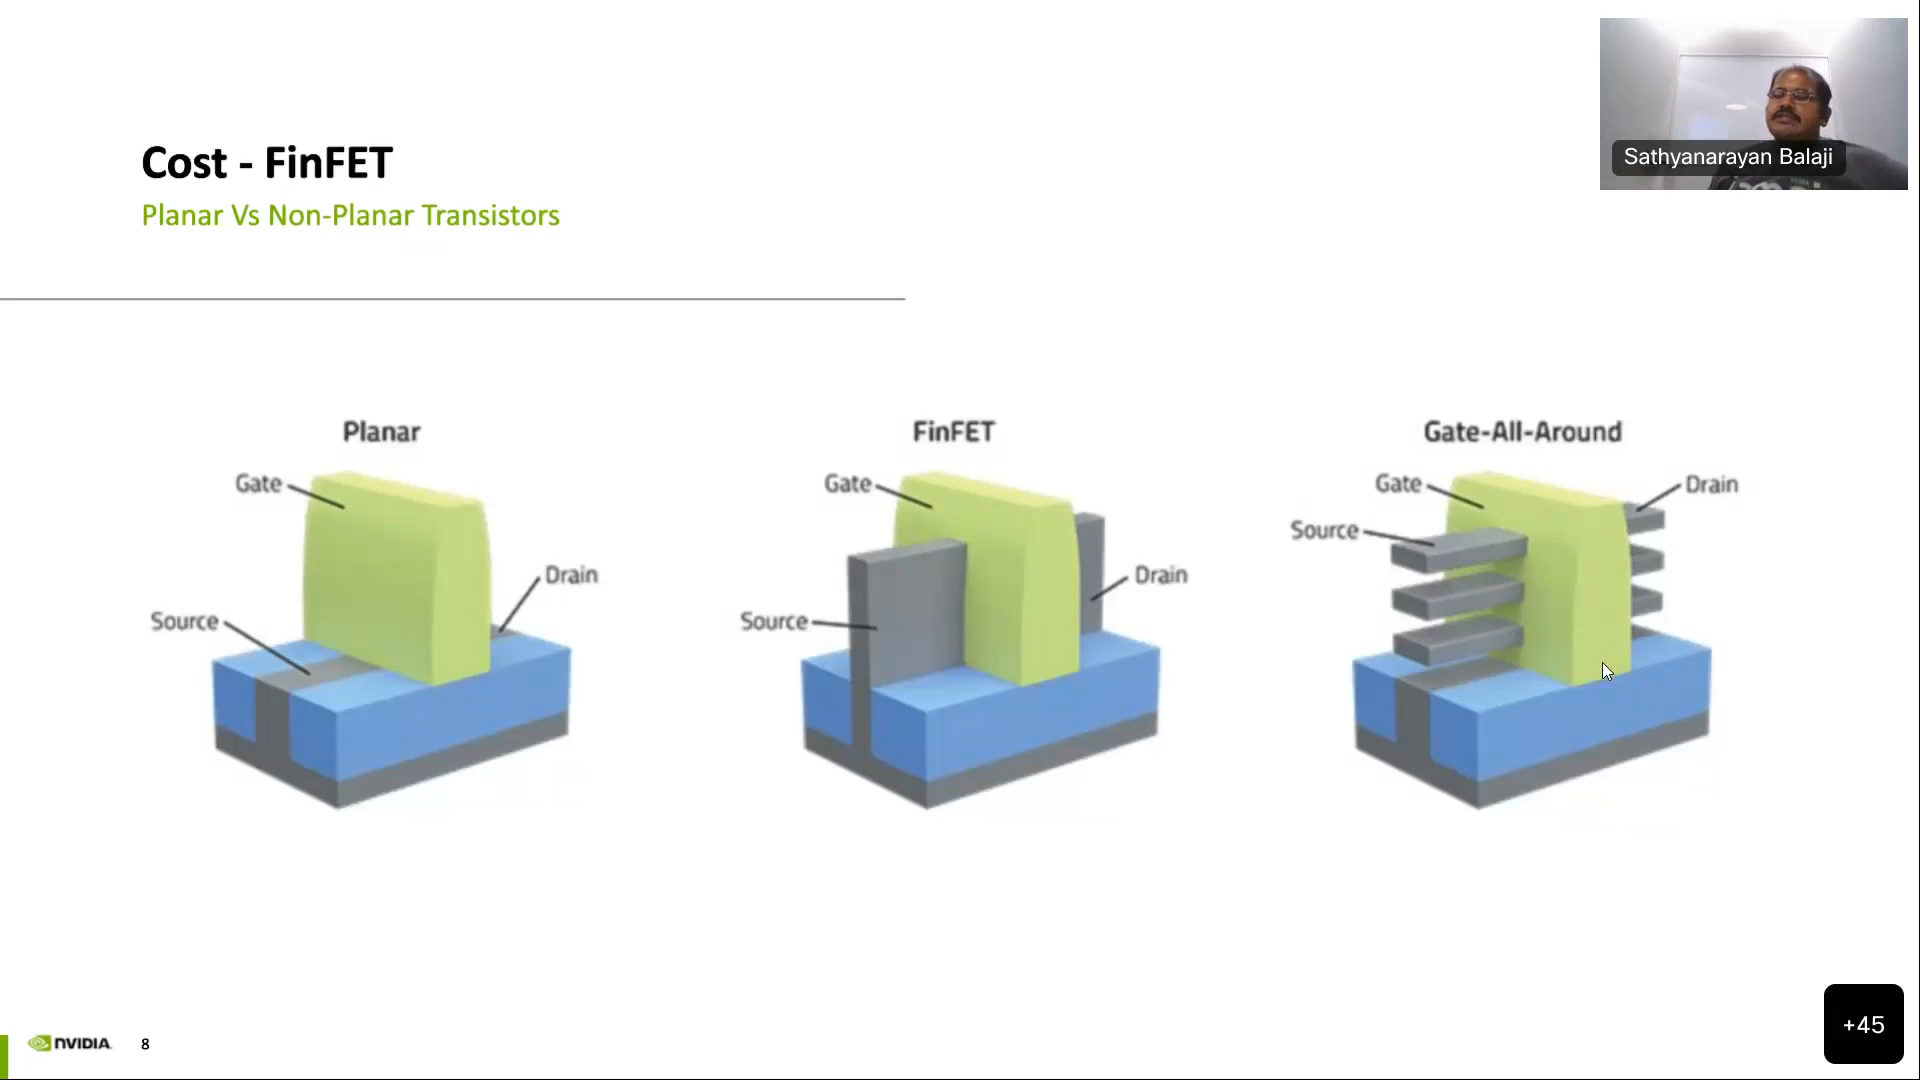 Sathyanarayan Balaji
Cost - FinFET
Planar Vs Non-Planar Transistors
Planar
Gate
Source
Drain
FinFET
Gate
Source
Drain
Gate-All-Around
Gate
Source
Drain
NVIDIA
8
+45